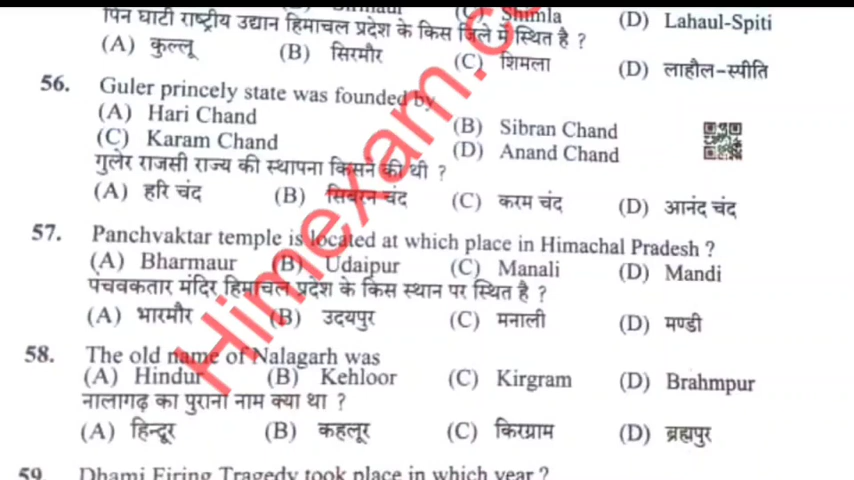 (C) Shimla
(D) Lahaul-Spiti
पिन घाटी राष्ट्रीय उद्यान हिमाचल प्रदेश के किस जिले में स्थित है ?
(A) कुल्लू (B) सिरमौर (C) शिमला (D) लाहौल-स्पीति
56. Guler princely state was founded by
(A) Hari Chand (B) Sibran Chand
(C) Karam Chand (D) Anand Chand
गुलेर राजसी राज्य की स्थापना किसने की थी ?
(A) हरि चंद (B) सिबरन चंद (C) करम चंद (D) आनंद चंद
57. Panchvaktar temple is located at which place in Himachal Pradesh ?
(A) Bharmaur (B) Udaipur (C) Manali (D) Mandi
पंचवकतार मंदिर हिमाचल प्रदेश के किस स्थान पर स्थित है ?
(A) भारमौर (B) उदयपुर (C) मनाली (D) मण्डी
58. The old name of Nalagarh was
(A) Hindur (B) Kehloor (C) Kirgram (D) Brahmpur
नालागढ़ का पुराना नाम क्या था ?
(A) हिन्दूर (B) कहलूर (C) किरग्राम (D) ब्रह्मपुर
59. Dhami Firing Tragedy took place in which year ?
Himexam.c